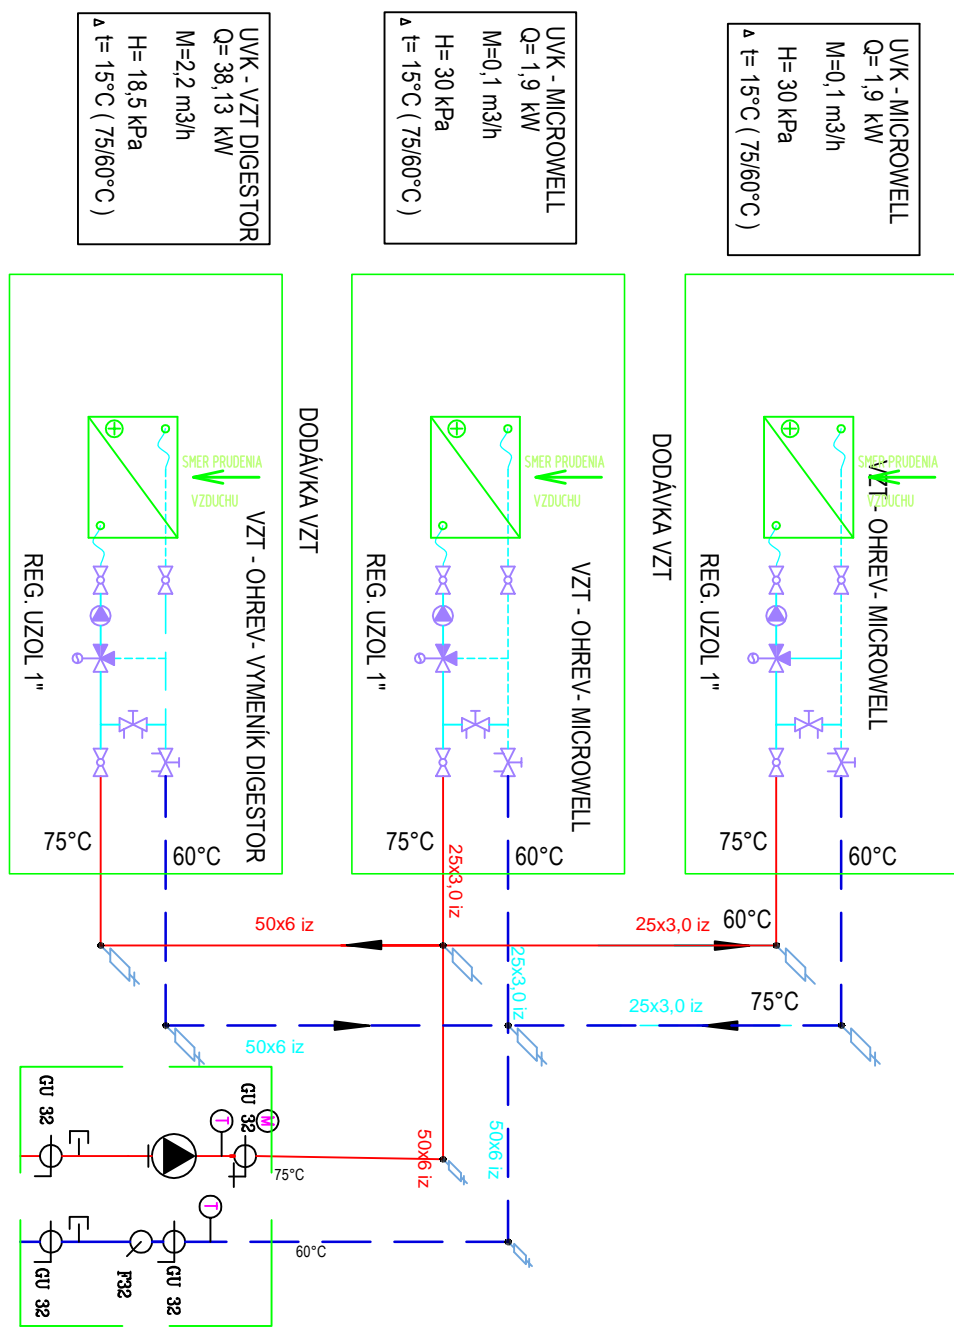 UVK - VZT DIGESTOR
Q= 38,13 kW
M=2,2 m3/h
H= 18,5 kPa
Δ t= 15°C ( 75/60°C )
UVK - MICROWELL
Q= 1,9 kW
M=0,1 m3/h
H= 30 kPa
Δ t= 15°C ( 75/60°C )
UVK - MICROWELL
Q= 1,9 kW
M=0,1 m3/h
H= 30 kPa
Δ t= 15°C ( 75/60°C )
DODÁVKA VZT
DODÁVKA VZT
SMER PRUDENIA
VZDUCHU
SMER PRUDENIA
VZDUCHU
SMER PRUDENIA
VZDUCHU
VZT - OHREV- VYMENÍK DIGESTOR
VZT - OHREV- MICROWELL
VZT - OHREV- MICROWELL
REG. UZOL 1"
REG. UZOL 1"
REG. UZOL 1"
75°C
60°C
75°C
60°C
75°C
60°C
25x3,0 iz
50x6 iz
25x3,0 iz
60°C
25x3,0 iz
50x6 iz
25x3,0 iz
75°C
GU 32
GU 32
M
T
75°C
50x6 iz
50x6 iz
T
60°C
GU 32
F32
GU 32